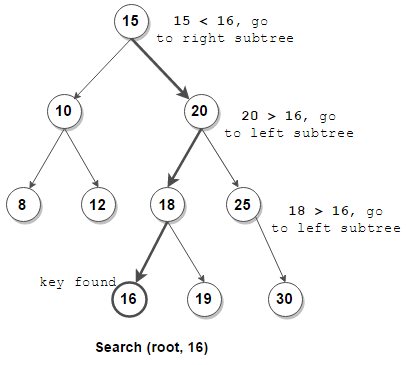 15
15 < 16, go
to right subtree
10
20
20 > 16, go
to left subtree
8
12
18
25
18 > 16, go
to left subtree
key found
16
19
30
Search (root, 16)